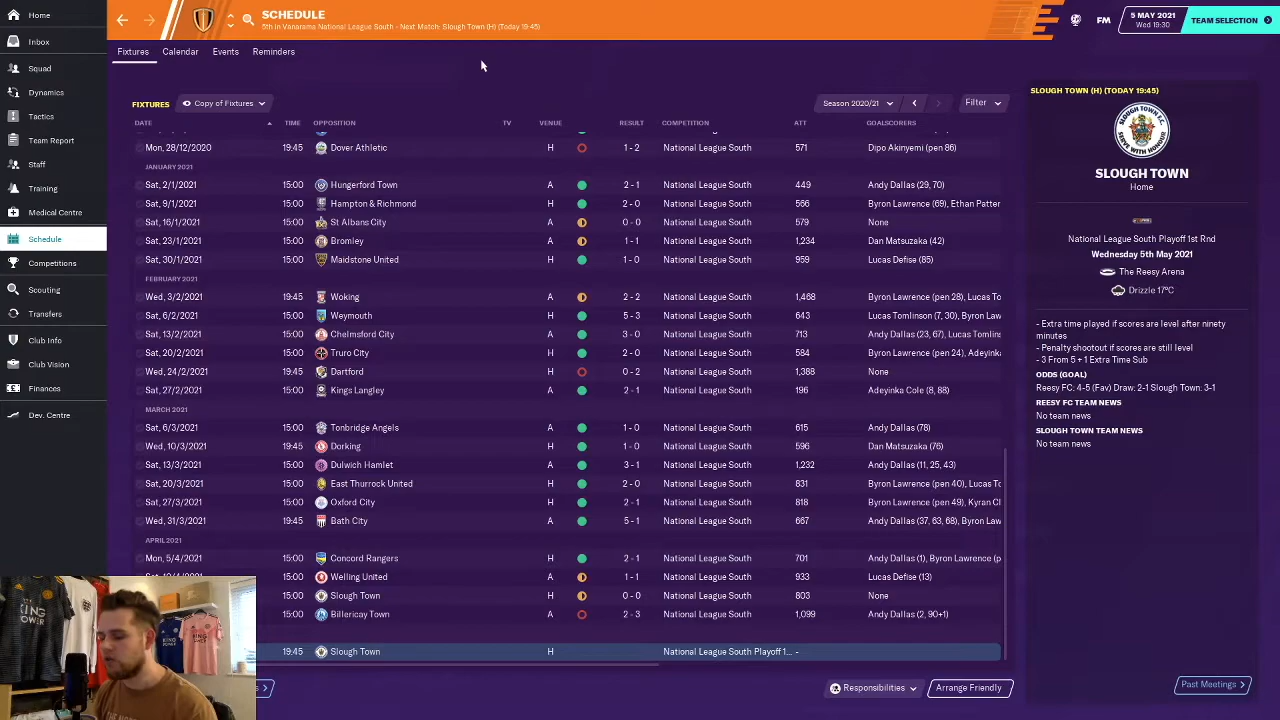 Home
SCHEDULE
5th in Vanarama National League South - Next Match: Slough Town (H) (Today 19:45)
FM
5 MAY 2021
Wed 19:30
TEAM SELECTION
Inbox
Squad
Dynamics
Tactics
Team Report
Staff
Training
Medical Centre
Schedule
Competitions
Scouting
Transfers
Club Info
Club Vision
Finances
Dev. Centre
Fixtures Calendar Events Reminders
FIXTURES Copy of Fixtures Season 2020/21 Filter
DATE TIME OPPOSITION TV VENUE RESULT COMPETITION ATT GOALSCORERS
Mon, 28/12/2020 19:45 Dover Athletic H 1 - 2 National League South 571 Dipo Akinyemi (pen 86)
JANUARY 2021
Sat, 2/1/2021 15:00 Hungerford Town A 2 - 1 National League South 449 Andy Dallas (29, 70)
Sat, 9/1/2021 15:00 Hampton & Richmond H 2 - 0 National League South 566 Byron Lawrence (69), Ethan Patter
Sat, 16/1/2021 15:00 St Albans City A 0 - 0 National League South 579 None
Sat, 23/1/2021 15:00 Bromley A 1 - 1 National League South 1,234 Dan Matsuzaka (42)
Sat, 30/1/2021 15:00 Maidstone United H 1 - 0 National League South 959 Lucas Defise (85)
FEBRUARY 2021
Wed, 3/2/2021 19:45 Woking A 2 - 2 National League South 1,468 Byron Lawrence (pen 28), Lucas To
Sat, 6/2/2021 15:00 Weymouth H 5 - 3 National League South 643 Lucas Tomlinson (7, 30), Byron Law
Sat, 13/2/2021 15:00 Chelmsford City A 3 - 0 National League South 713 Andy Dallas (23, 67), Lucas Tomlins
Sat, 20/2/2021 15:00 Truro City H 2 - 0 National League South 584 Byron Lawrence (pen 24), Adeyinka
Wed, 24/2/2021 19:45 Dartford H 0 - 2 National League South 1,388 None
Sat, 27/2/2021 15:00 Kings Langley A 2 - 1 National League South 196 Adeyinka Cole (8, 88)
MARCH 2021
Sat, 6/3/2021 15:00 Tonbridge Angels A 1 - 0 National League South 615 Andy Dallas (78)
Wed, 10/3/2021 19:45 Dorking H 1 - 0 National League South 596 Dan Matsuzaka (76)
Sat, 13/3/2021 15:00 Dulwich Hamlet A 3 - 1 National League South 1,232 Andy Dallas (11, 25, 43)
Sat, 20/3/2021 15:00 East Thurrock United H 2 - 0 National League South 831 Byron Lawrence (pen 40), Lucas To
Sat, 27/3/2021 15:00 Oxford City H 2 - 1 National League South 818 Byron Lawrence (pen 49), Kyran Cl
Wed, 31/3/2021 19:45 Bath City A 5 - 1 National League South 667 Andy Dallas (37, 63, 68), Byron Law
APRIL 2021
Mon, 5/4/2021 15:00 Concord Rangers H 2 - 1 National League South 701 Andy Dallas (1), Byron Lawrence (p
15:00 Welling United A 1 - 1 National League South 933 Lucas Defise (13)
15:00 Slough Town H 0 - 0 National League South 803 None
15:00 Billericay Town A 2 - 3 National League South 1,099 Andy Dallas (2, 90+1)
19:45 Slough Town H National League South Playoff 1... -
Responsibilities Arrange Friendly
SLOUGH TOWN (H) (TODAY 19:45)
SLOUGH TOWN F.C.
SERVE WITH HONOUR
SLOUGH TOWN
Home
National League South Playoff 1st Rnd
Wednesday 5th May 2021
The Reesy Arena
Drizzle 17°C
- Extra time played if scores are level after ninety
minutes
- Penalty shootout if scores are still level
- 3 From 5 + 1 Extra Time Sub
ODDS (GOAL)
Reesy FC: 4-5 (Fav) Draw: 2-1 Slough Town: 3-1
REESY FC TEAM NEWS
No team news
SLOUGH TOWN TEAM NEWS
No team news
Past Meetings
KING POWER
KING POWER
KING POWER